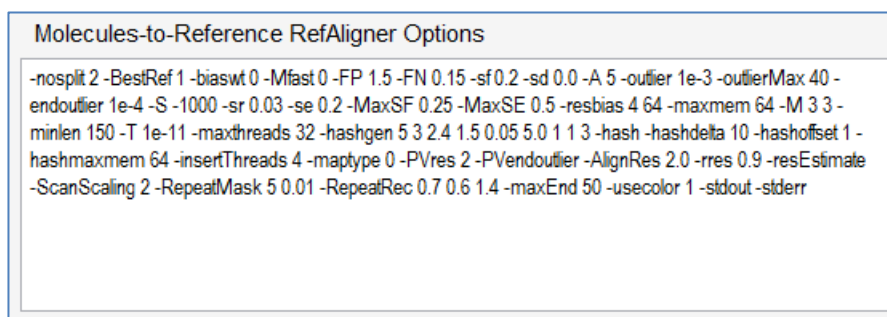 Molecules-to-Reference RefAligner Options
-nosplit 2 -BestRef 1 -biaswt 0 -Mfast 0 -FP 1.5 -FN 0.15 -sf 0.2 -sd 0.0 -A 5 -outlier 1e-3 -outlierMax 40 -
endoutlier 1e-4 -S -1000 -sr 0.03 -se 0.2 -MaxSF 0.25 -MaxSE 0.5 -resbias 4 64 -maxmem 64 -M 3 3 -
minlen 150 -T 1e-11 -maxthreads 32 -hashgen 5 3 2.4 1.5 0.05 5.0 1 1 3 -hash -hashdelta 10 -hashoffset 1 -
hashmaxmem 64 -insertThreads 4 -maptype 0 -PVres 2 -PVendoutlier -AlignRes 2.0 -rres 0.9 -resEstimate
-ScanScaling 2 -RepeatMask 5 0.01 -RepeatRec 0.7 0.6 1.4 -maxEnd 50 -usecolor 1 -stdout -stderr